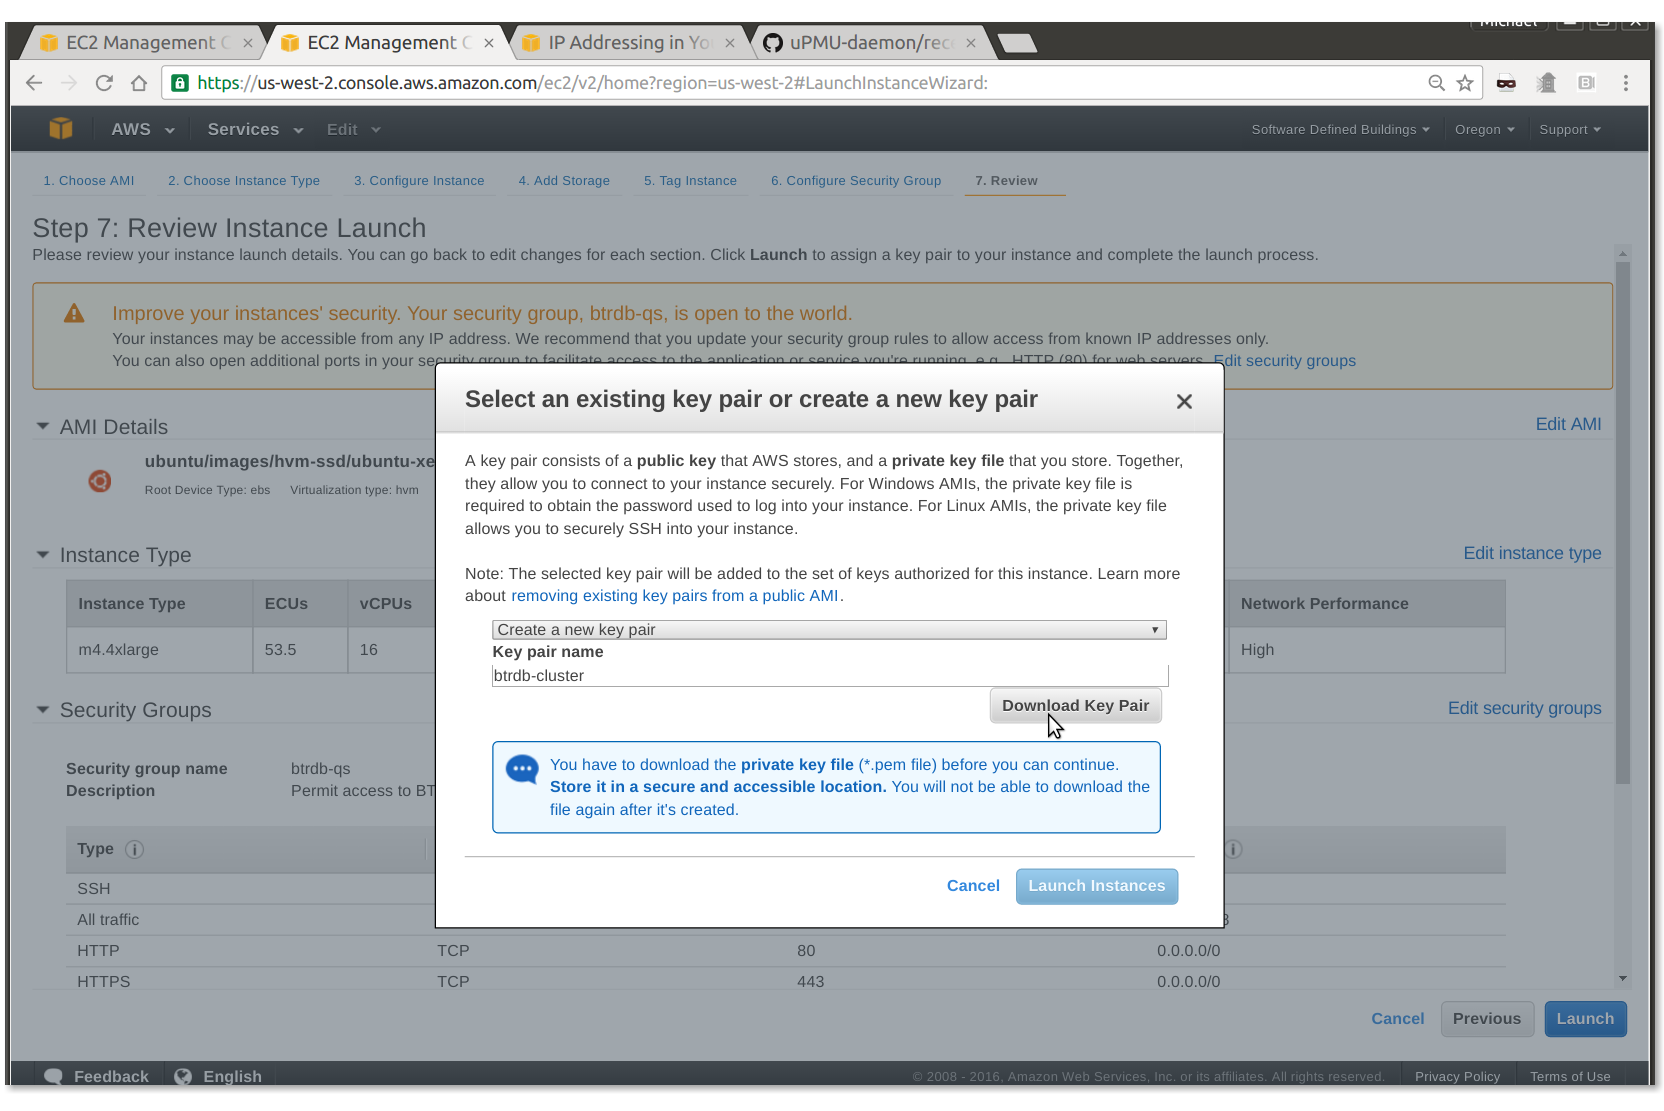 Michael
EC2 Management C
EC2 Management C
IP Addressing in Yo
uPMU-daemon/rec
https://us-west-2.console.aws.amazon.com/ec2/v2/home?region=us-west-2#LaunchInstanceWizard:
AWS Services Edit Software Defined Buildings Oregon Support
1. Choose AMI 2. Choose Instance Type 3. Configure Instance 4. Add Storage 5. Tag Instance 6. Configure Security Group 7. Review
Step 7: Review Instance Launch
Please review your instance launch details. You can go back to edit changes for each section. Click Launch to assign a key pair to your instance and complete the launch process.
Improve your instances' security. Your security group, btrdb-qs, is open to the world.
Your instances may be accessible from any IP address. We recommend that you update your security group rules to allow access from known IP addresses only.
You can also open additional ports in your security group to facilitate access to the application or service you're running, e.g., HTTP (80) for web servers. Edit security groups
Select an existing key pair or create a new key pair
A key pair consists of a public key that AWS stores, and a private key file that you store. Together,
they allow you to connect to your instance securely. For Windows AMIs, the private key file is
required to obtain the password used to log into your instance. For Linux AMIs, the private key file
allows you to securely SSH into your instance.
Note: The selected key pair will be added to the set of keys authorized for this instance. Learn more
about removing existing key pairs from a public AMI.
Create a new key pair
Key pair name
btrdb-cluster
Download Key Pair
You have to download the private key file (*.pem file) before you can continue.
Store it in a secure and accessible location. You will not be able to download the
file again after it's created.
Cancel Launch Instances
AMI Details Edit AMI
ubuntu/images/hvm-ssd/ubuntu-xe
Root Device Type: ebs Virtualization type: hvm
Instance Type Edit instance type
Instance Type ECUs vCPUs Network Performance
m4.4xlarge 53.5 16 High
Security Groups Edit security groups
Security group name btrdb-qs
Description Permit access to BT
Type
SSH
All traffic 8
HTTP TCP 80 0.0.0.0/0
HTTPS TCP 443 0.0.0.0/0
Cancel Previous Launch
Feedback English © 2008 - 2016, Amazon Web Services, Inc. or its affiliates. All rights reserved. Privacy Policy Terms of Use